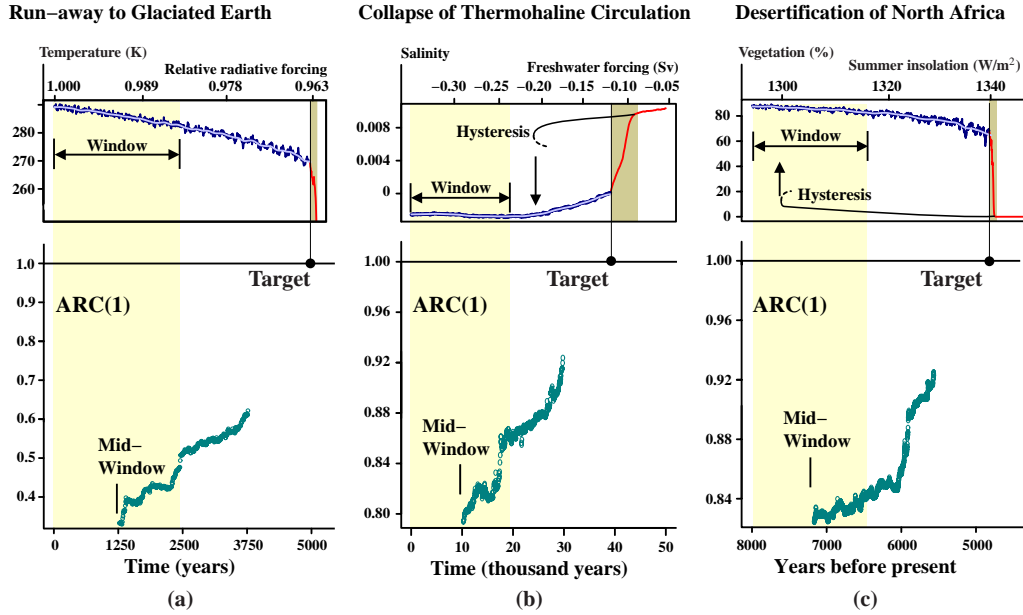 Run−away to Glaciated Earth
Temperature (K)
Relative radiative forcing
1.000 0.989 0.978 0.963
280
270
260
Window
Target
ARC(1)
1.0
0.9
0.8
0.7
0.6
0.5
0.4
Mid−
Window
0 1250 2500 3750 5000
Time (years)
(a)
Collapse of Thermohaline Circulation
Salinity
Freshwater forcing (Sv)
−0.30 −0.25 −0.20 −0.16 −0.12 −0.09 −0.05
0.008
0.004
0
Hysteresis
Window
Target
ARC(1)
1.00
0.96
0.92
0.88
0.84
0.80
Mid−
Window
0 10 20 30 40 50
Time (thousand years)
(b)
Desertification of North Africa
Vegetation (%)
Summer insolation (W/m²)
1300 1320 1340
80
60
40
20
0
Window
Hysteresis
Target
ARC(1)
1.00
0.96
0.92
0.88
0.84
Mid−
Window
8000 7000 6000 5000
Years before present
(c)